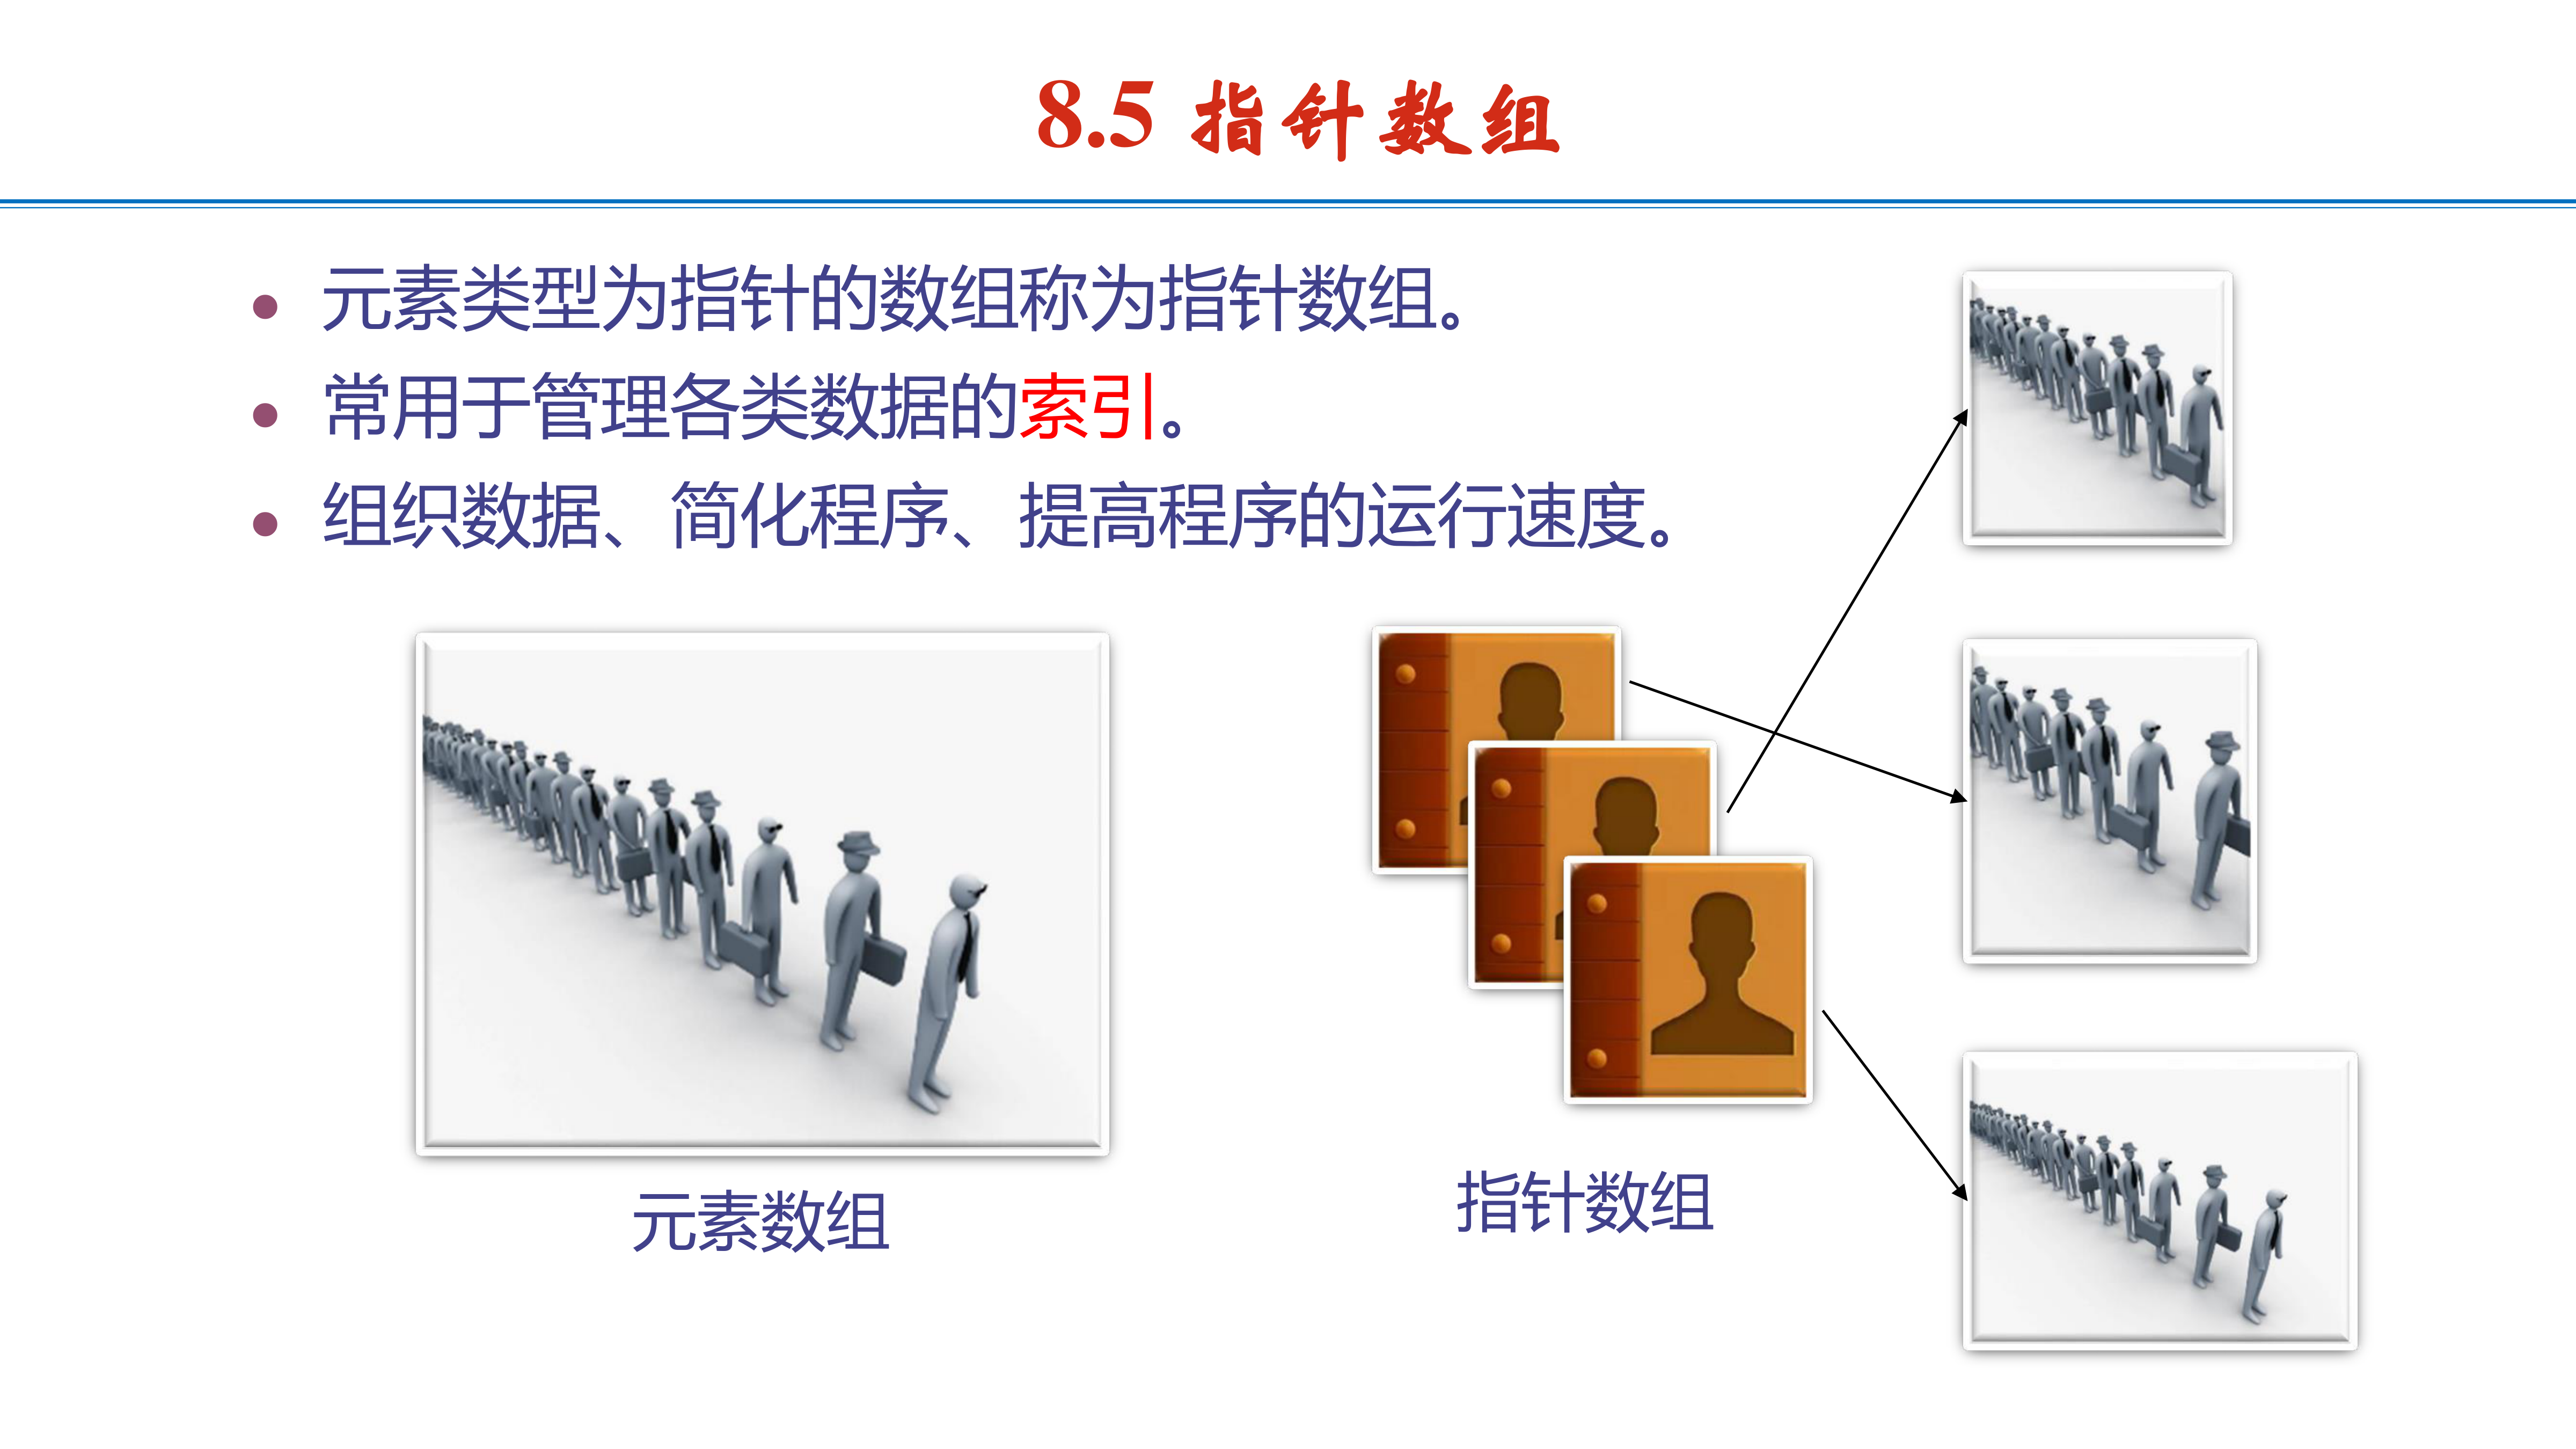 8.5 指针数组
● 元素类型为指针的数组称为指针数组。
● 常用于管理各类数据的索引。
● 组织数据、简化程序、提高程序的运行速度。
元素数组
指针数组